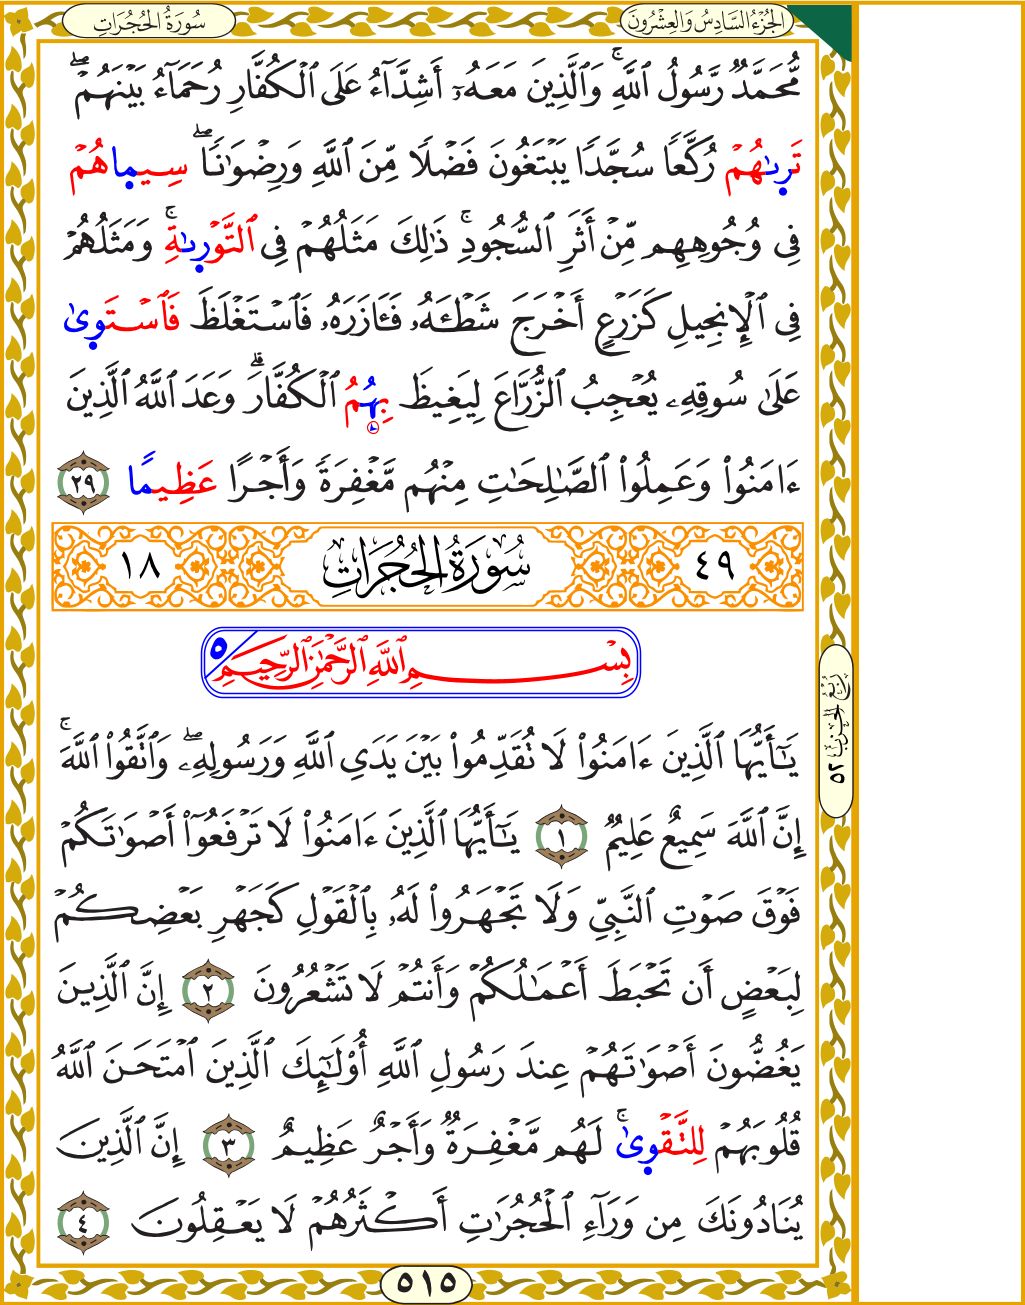 الجُزْءُ السَّادِسُ وَالعِشْرُونَ
سُورَةُ الحُجُرَاتِ
مُّحَمَّدٌ رَّسُولُ ٱللَّهِۚ وَٱلَّذِينَ مَعَهُۥٓ أَشِدَّآءُ عَلَى ٱلۡكُفَّارِ رُحَمَآءُ بَيۡنَهُمۡۖ
تَرٜىٰهُمۡ رُكَّعٗا سُجَّدٗا يَبۡتَغُونَ فَضۡلٗا مِّنَ ٱللَّهِ وَرِضۡوَٰنٗاۖ سِيمٜاهُمۡ
فِي وُجُوهِهِم مِّنۡ أَثَرِ ٱلسُّجُودِۚ ذَٰلِكَ مَثَلُهُمۡ فِي ٱلتَّوۡرٜىٰةِۚ وَمَثَلُهُمۡ
فِي ٱلۡإِنجِيلِ كَزَرۡعٍ أَخۡرَجَ شَطۡـَٔهُۥ فَـَٔازَرَهُۥ فَٱسۡتَغۡلَظَ فَٱسۡتَوٜىٰ
عَلَىٰ سُوقِهِۦ يُعۡجِبُ ٱلزُّرَّاعَ لِيَغِيظَ بِهُمُ ٱلۡكُفَّارَۗ وَعَدَ ٱللَّهُ ٱلَّذِينَ
ءَامَنُواْ وَعَمِلُواْ ٱلصَّٰلِحَٰتِ مِنۡهُم مَّغۡفِرَةٗ وَأَجۡرًا عَظِيمٗا ٢٩
٤٩ سُورَةُ الحُجُرَاتِ ١٨
بِسۡمِ ٱللَّهِ ٱلرَّحۡمَٰنِ ٱلرَّحِيمِ ٥
يَٰٓأَيُّهَا ٱلَّذِينَ ءَامَنُواْ لَا تُقَدِّمُواْ بَيۡنَ يَدَيِ ٱللَّهِ وَرَسُولِهِۦۖ وَٱتَّقُواْ ٱللَّهَۚ
إِنَّ ٱللَّهَ سَمِيعٌ عَلِيمٞ ١ يَٰٓأَيُّهَا ٱلَّذِينَ ءَامَنُواْ لَا تَرۡفَعُوٓاْ أَصۡوَٰتَكُمۡ
فَوۡقَ صَوۡتِ ٱلنَّبِيِّ وَلَا تَجۡهَرُواْ لَهُۥ بِٱلۡقَوۡلِ كَجَهۡرِ بَعۡضِكُمۡ
لِبَعۡضٍ أَن تَحۡبَطَ أَعۡمَٰلُكُمۡ وَأَنتُمۡ لَا تَشۡعُرُونَ ٢ إِنَّ ٱلَّذِينَ
يَغُضُّونَ أَصۡوَٰتَهُمۡ عِندَ رَسُولِ ٱللَّهِ أُوْلَٰٓئِكَ ٱلَّذِينَ ٱمۡتَحَنَ ٱللَّهُ
قُلُوبَهُمۡ لِلتَّقۡوٜىٰۚ لَهُم مَّغۡفِرَةٞ وَأَجۡرٌ عَظِيمٌ ٣ إِنَّ ٱلَّذِينَ
يُنَادُونَكَ مِن وَرَآءِ ٱلۡحُجُرَٰتِ أَكۡثَرُهُمۡ لَا يَعۡقِلُونَ ٤
رُبُعُ الحِزْبِ ٥٢
٥١٥